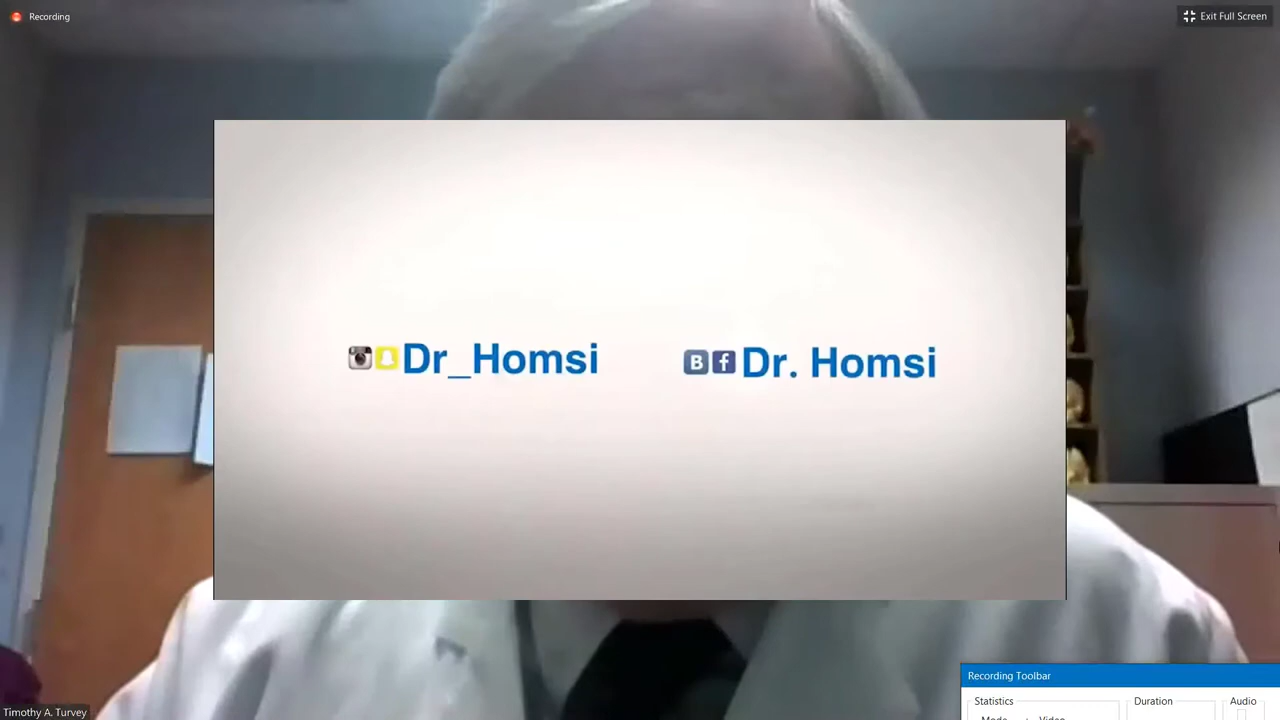 Recording
Exit Full Screen
Dr_Homsi
B f Dr. Homsi
Timothy A. Turvey
Recording Toolbar
Statistics
Duration
Audio